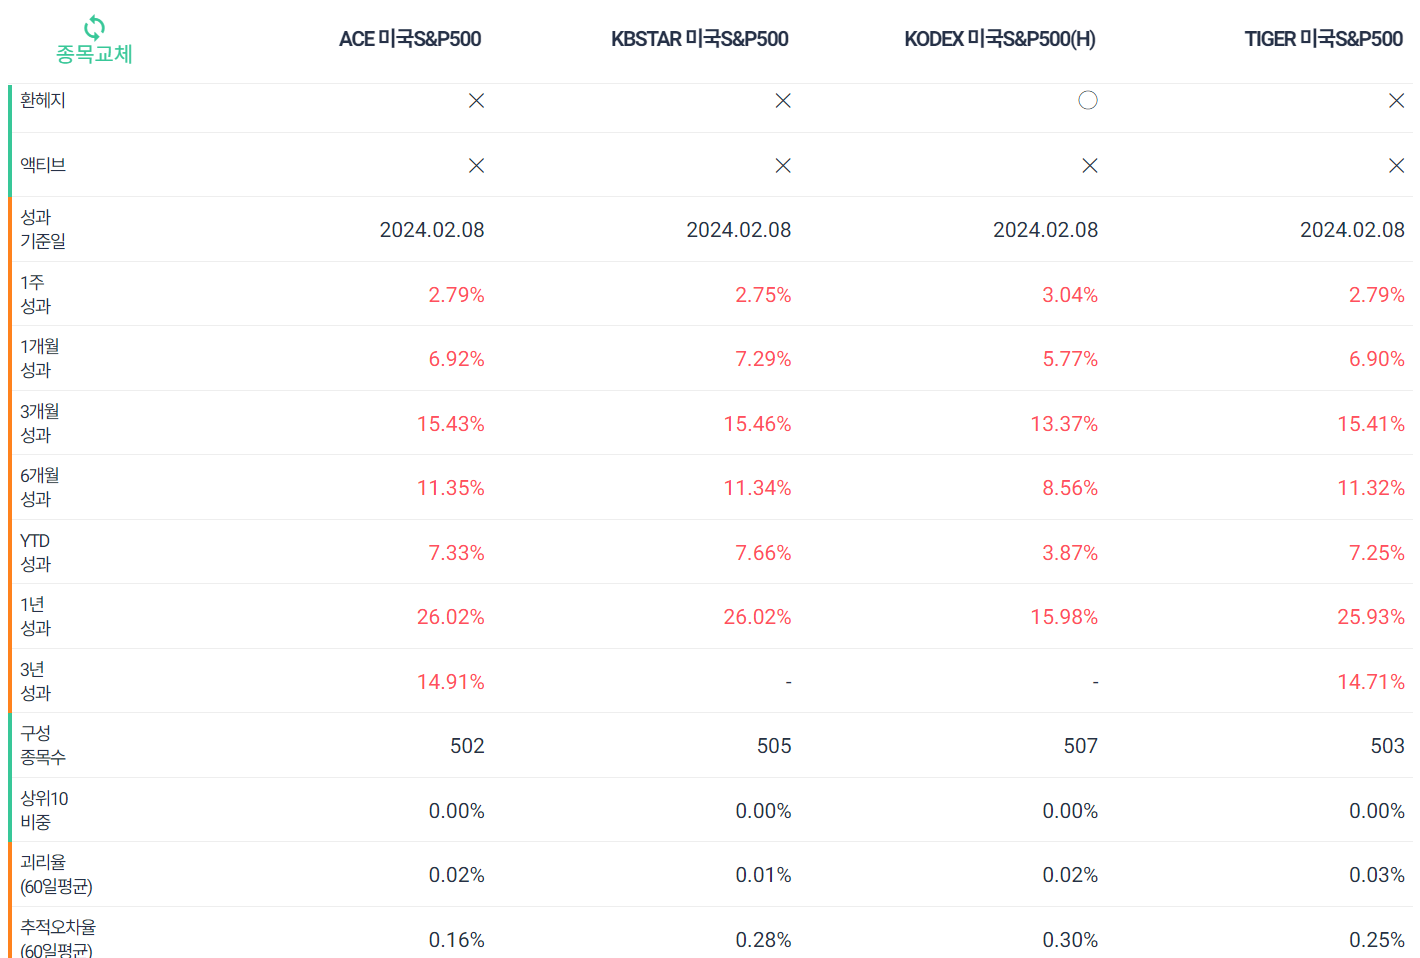 종목교체 ACE 미국S&P500 KBSTAR 미국S&P500 KODEX 미국S&P500(H) TIGER 미국S&P500
환헤지 × × ○ ×
액티브 × × × ×
성과
기준일 2024.02.08 2024.02.08 2024.02.08 2024.02.08
1주
성과 2.79% 2.75% 3.04% 2.79%
1개월
성과 6.92% 7.29% 5.77% 6.90%
3개월
성과 15.43% 15.46% 13.37% 15.41%
6개월
성과 11.35% 11.34% 8.56% 11.32%
YTD
성과 7.33% 7.66% 3.87% 7.25%
1년
성과 26.02% 26.02% 15.98% 25.93%
3년
성과 14.91% - - 14.71%
구성
종목수 502 505 507 503
상위10
비중 0.00% 0.00% 0.00% 0.00%
괴리율
(60일평균) 0.02% 0.01% 0.02% 0.03%
추적오차율
(60일평균) 0.16% 0.28% 0.30% 0.25%